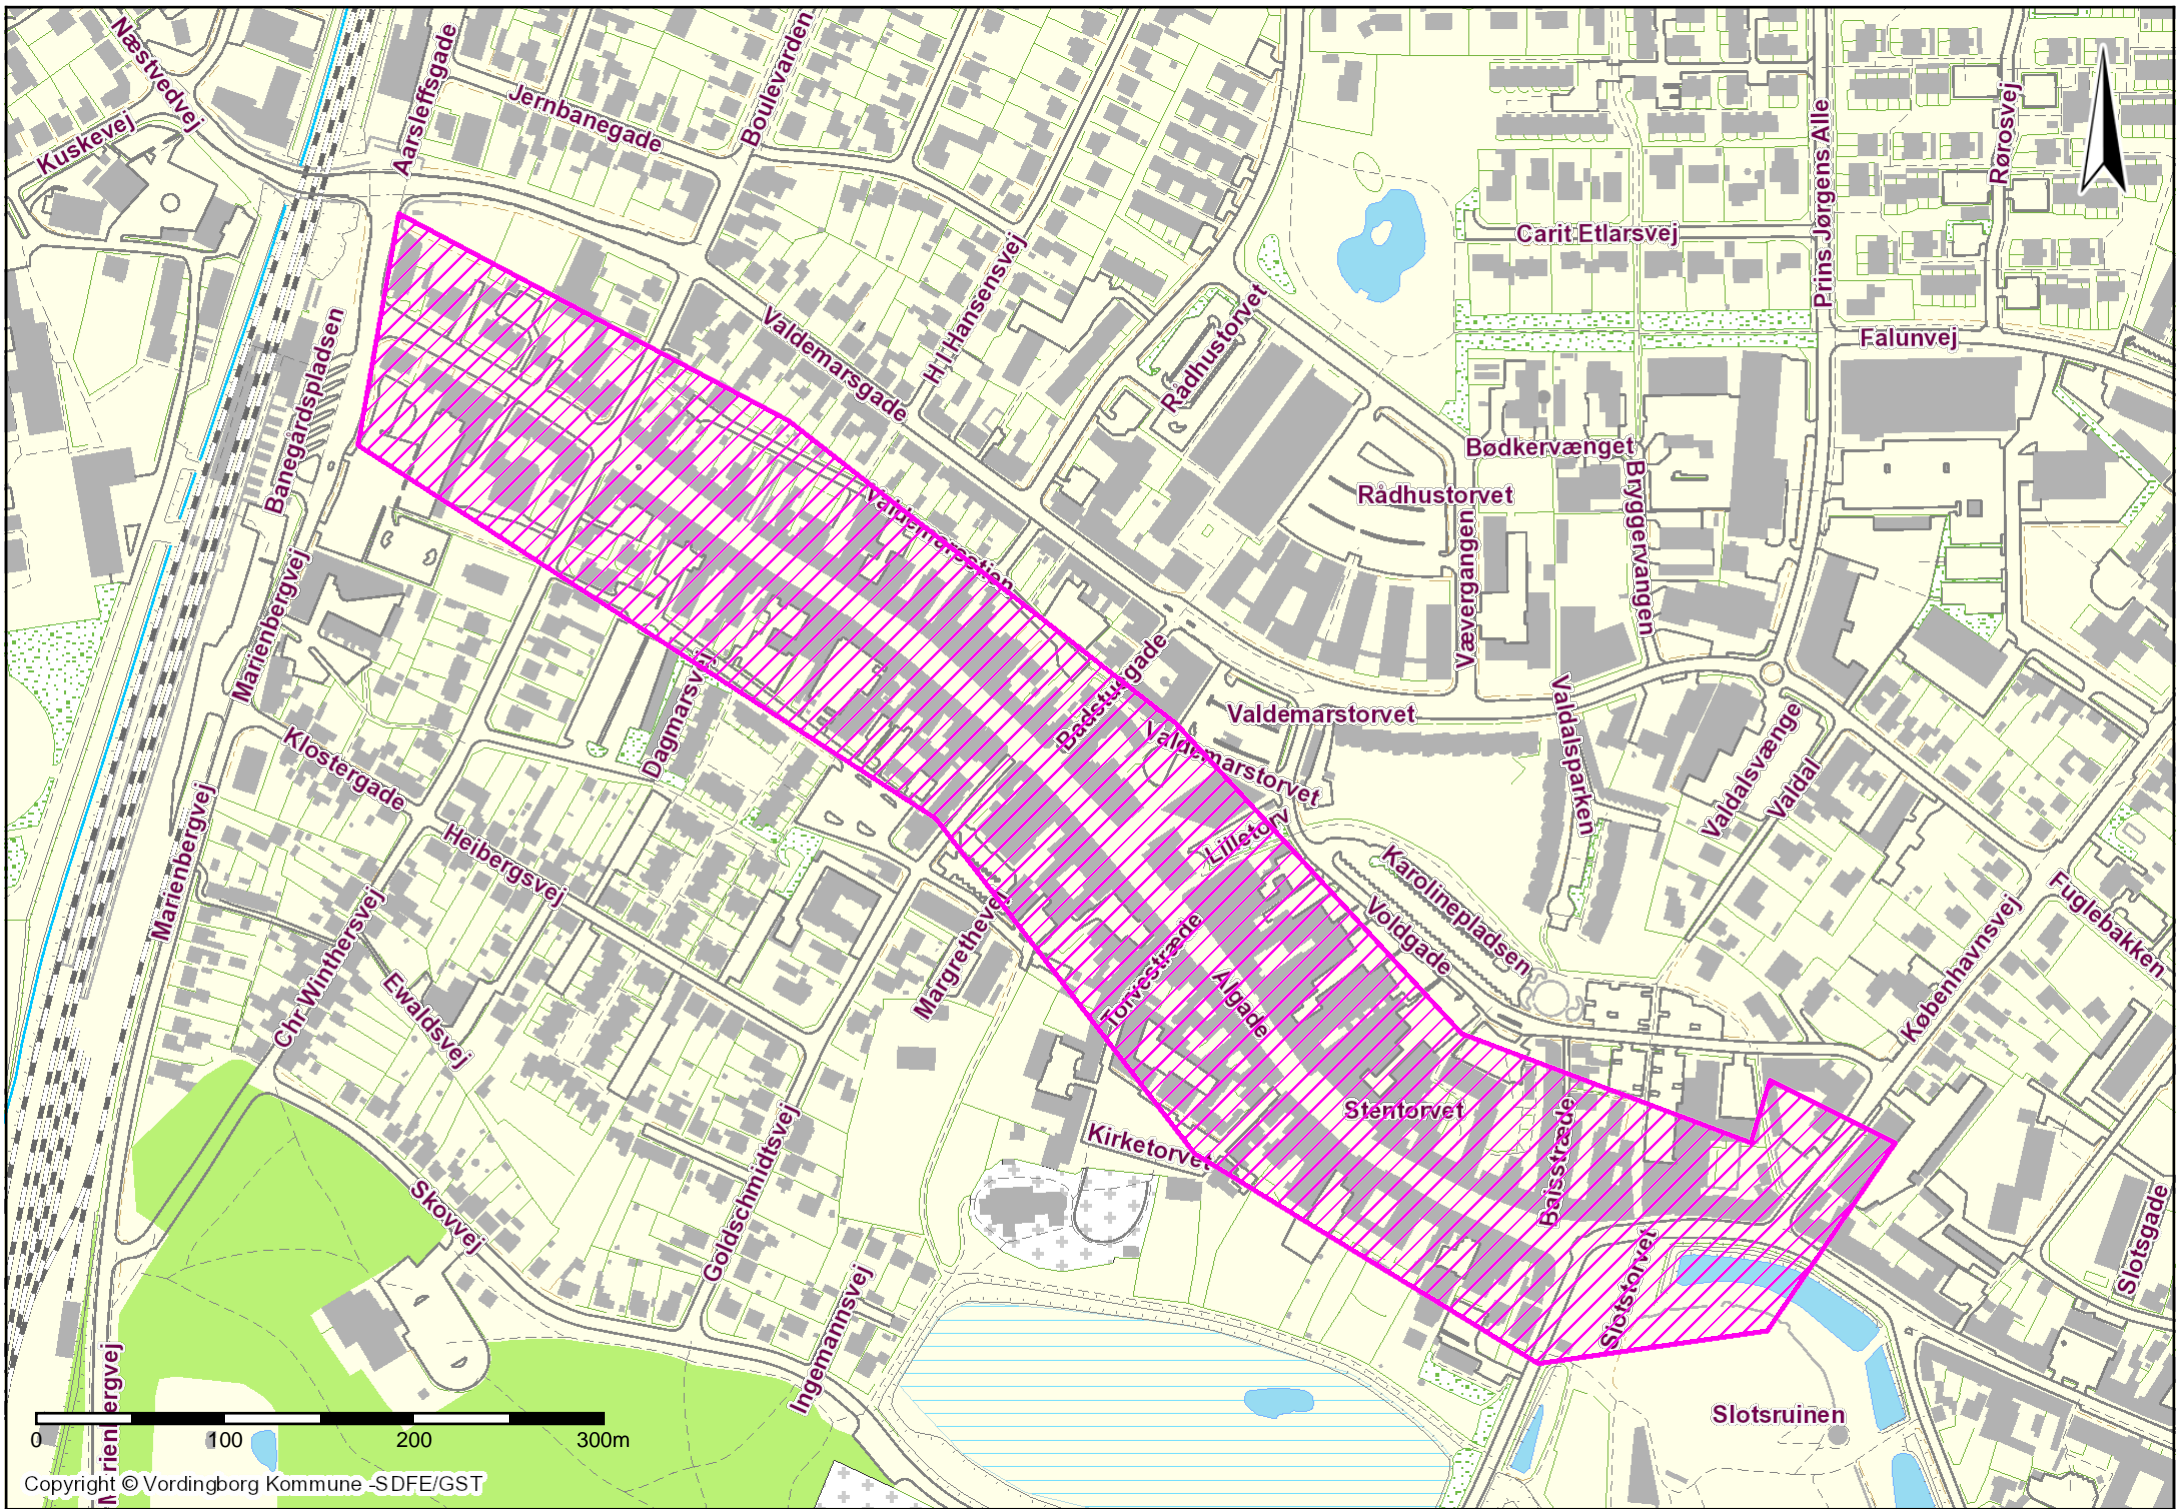 Næstvedvej
Kuskevej
Aarsleffsgade
Jernbanegade
Boulevarden
H I Hansensvej
Rådhustorvet
Carit Etlarsvej
Prins Jørgens Alle
Rørosvej
Falunvej
Banegårdspladsen
Valdemarsgade
Valdemarsstien
Bødkervænget
Rådhustorvet
Vævergangen
Bryggervangen
Marienbergvej
Dagmarsvej
Badstuegade
Valdemarstorvet
Valdemarstorvet
Valdalsparken
Valdalsvænge
Valdal
Klostergade
Marienbergvej
Heibergsvej
Lilletorv
Karolinepladsen
Voldgade
Fuglebakken
Københavnsvej
Chr Winthersvej
Ewaldsvej
Margrethevej
Torvestræde
Algade
Stentorvet
Baisstræde
Kirketorvet
Skovvej
Goldschmidtsvej
Ingemannsvej
Slotstorvet
Slotsgade
Slotsruinen
Marienbergvej
0 100 200 300m
Copyright © Vordingborg Kommune -SDFE/GST